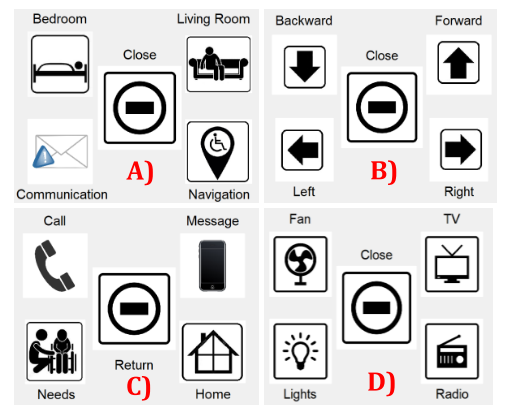 Bedroom
Living Room
Close
A)
Communication
Navigation
Backward
Forward
Close
B)
Left
Right
Call
Message
Return
C)
Needs
Home
Fan
TV
Close
D)
Lights
Radio